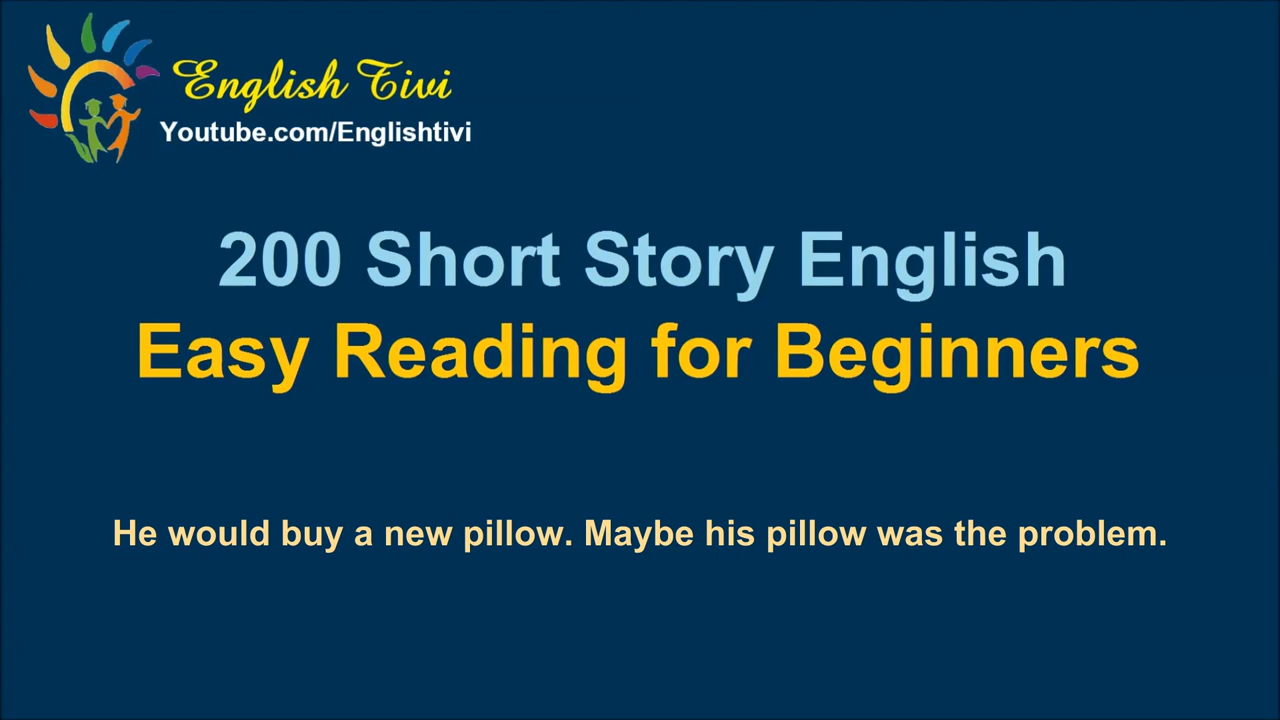 English Tivi
Youtube.com/Englishtivi
200 Short Story English
Easy Reading for Beginners
He would buy a new pillow. Maybe his pillow was the problem.